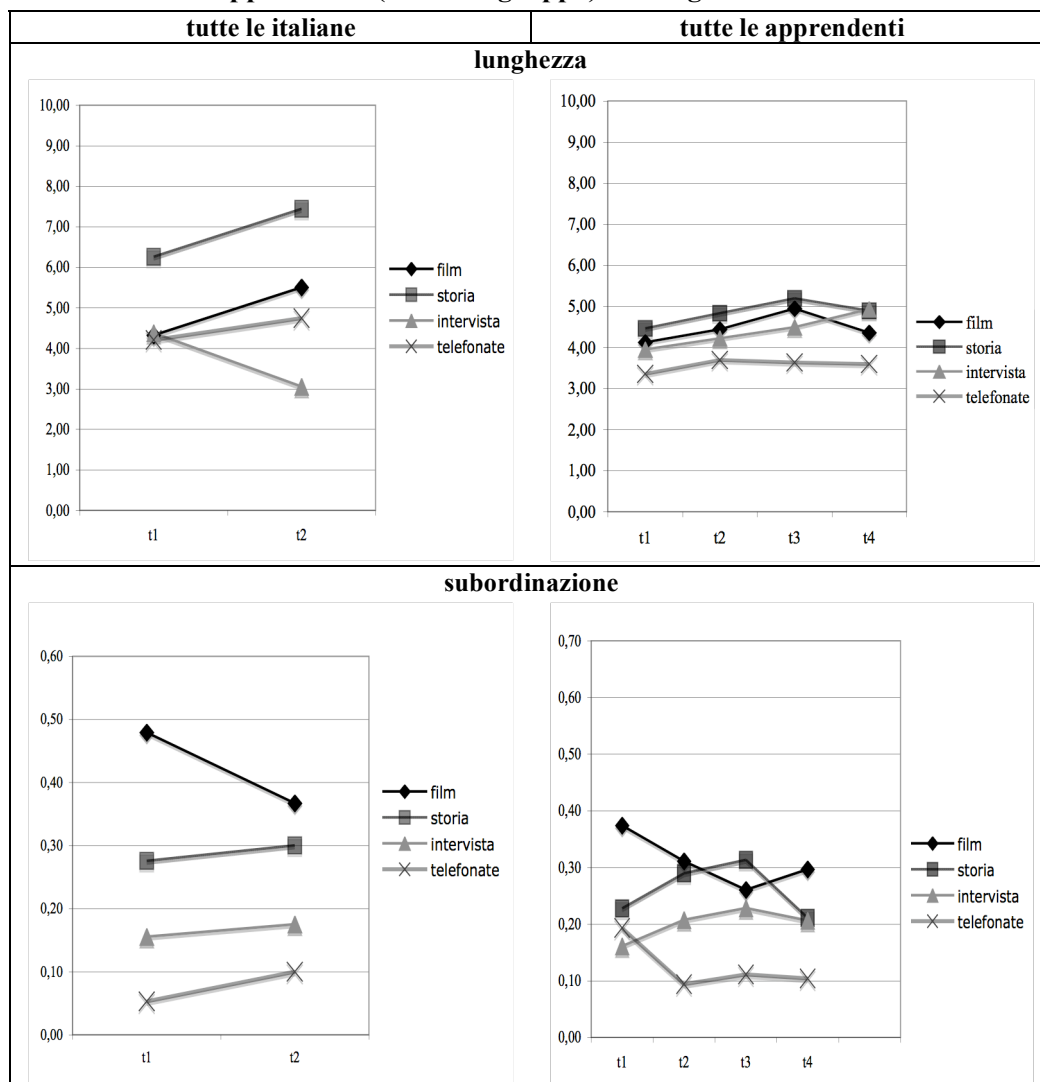 tutte le italiane tutte le apprendenti
lunghezza
10,00
9,00
8,00
7,00
6,00
5,00
4,00
3,00
2,00
1,00
0,00
t1 t2
film
storia
intervista
telefonate
10,00
9,00
8,00
7,00
6,00
5,00
4,00
3,00
2,00
1,00
0,00
t1 t2 t3 t4
film
storia
intervista
telefonate
subordinazione
0,60
0,50
0,40
0,30
0,20
0,10
0,00
t1 t2
film
storia
intervista
telefonate
0,70
0,60
0,50
0,40
0,30
0,20
0,10
0,00
t1 t2 t3 t4
film
storia
intervista
telefonate